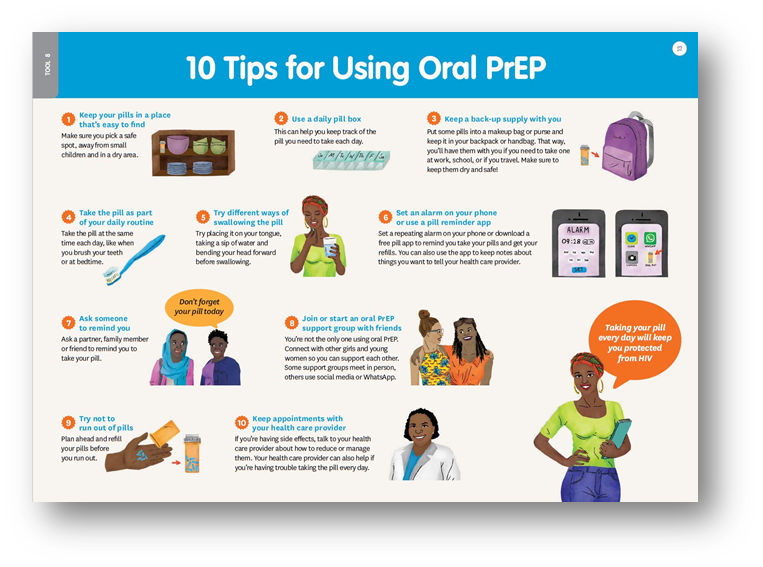 TOOL 8
10 Tips for Using Oral PrEP
1 Keep your pills in a place
that's easy to find
Make sure you pick a safe
spot, away from small
children and in a dry area.
2 Use a daily pill box
This can help you keep track of the
pill you need to take each day.
3 Keep a back-up supply with you
Put some pills into a makeup bag or purse and
keep it in your backpack or handbag. That way,
you'll have them with you if you need to take one
at work, school, or if you travel. Make sure to
keep them dry and safe!
4 Take the pill as part
of your daily routine
Take the pill at the same
time each day, like when
you brush your teeth
or at bedtime.
5 Try different ways of
swallowing the pill
Try placing it on your tongue,
taking a sip of water and
bending your head forward
before swallowing.
6 Set an alarm on your phone
or use a pill reminder app
Set a repeating alarm on your phone or download a
free pill app to remind you take your pills and get your
refills. You can also use the app to keep notes about
things you want to tell your health care provider.
ALARM
09:28
SET
7 Ask someone
to remind you
Ask a partner, family member
or friend to remind you to
take your pill.
Don't forget
your pill today
8 Join or start an oral PrEP
support group with friends
You're not the only one using oral PrEP.
Connect with other girls and young
women so you can support each other.
Some support groups meet in person,
others use social media or WhatsApp.
Taking your pill
every day will keep
you protected
from HIV
9 Try not to
run out of pills
Plan ahead and refill
your pills before
you run out.
10 Keep appointments with
your health care provider
If you're having side effects, talk to your health
care provider about how to reduce or manage
them. Your health care provider can also help if
you're having trouble taking the pill every day.